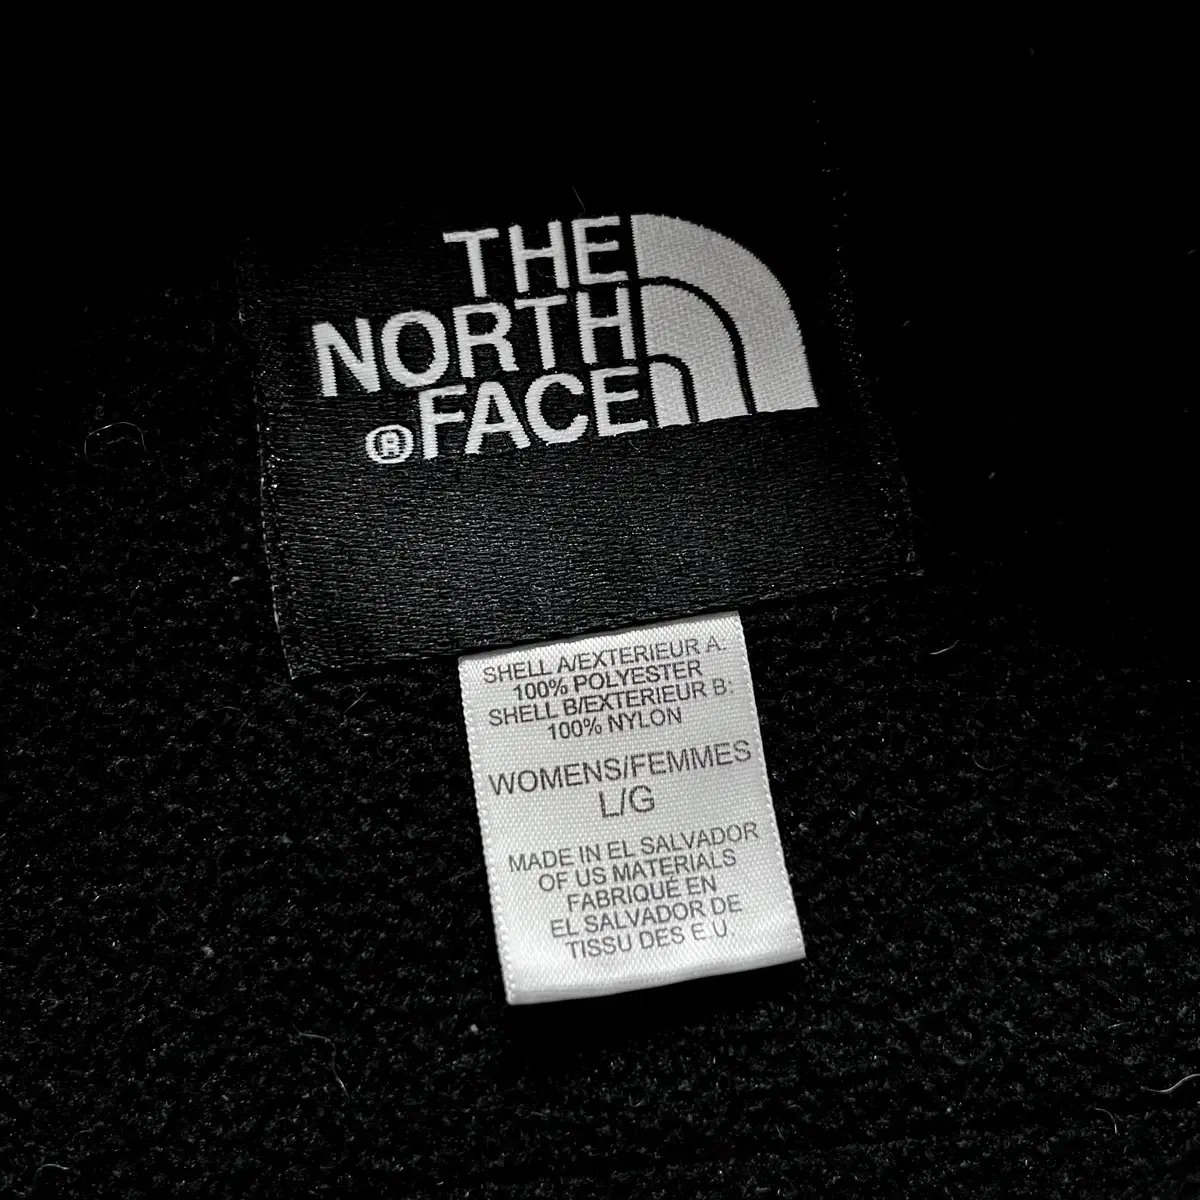 THE
NORTH
®FACE
SHELL A/EXTERIEUR A:
100% POLYESTER
SHELL B/EXTERIEUR B:
100% NYLON
WOMENS/FEMMES
L/G
MADE IN EL SALVADOR
OF US MATERIALS
FABRIQUÉ EN
EL SALVADOR DE
TISSU DES E.U.